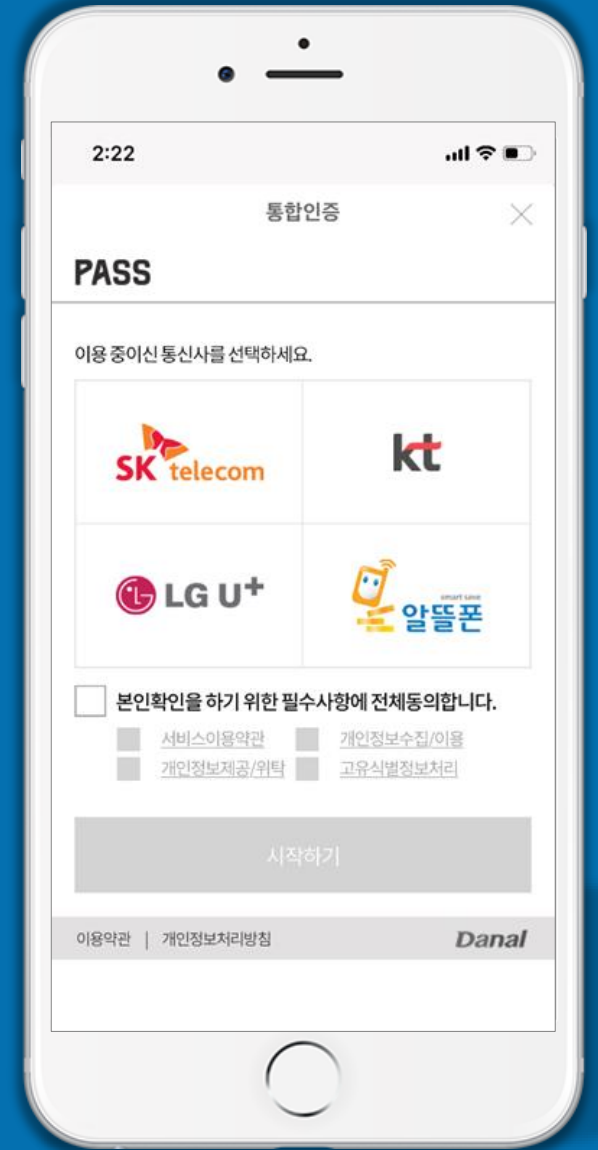 2:22
통합인증
PASS
이용 중이신 통신사를 선택하세요.
SK telecom
kt
LG U+
smart save
알뜰폰
본인확인을 하기 위한 필수사항에 전체동의합니다.
서비스이용약관 개인정보수집/이용
개인정보제공/위탁 고유식별정보처리
시작하기
이용약관 | 개인정보처리방침 Danal